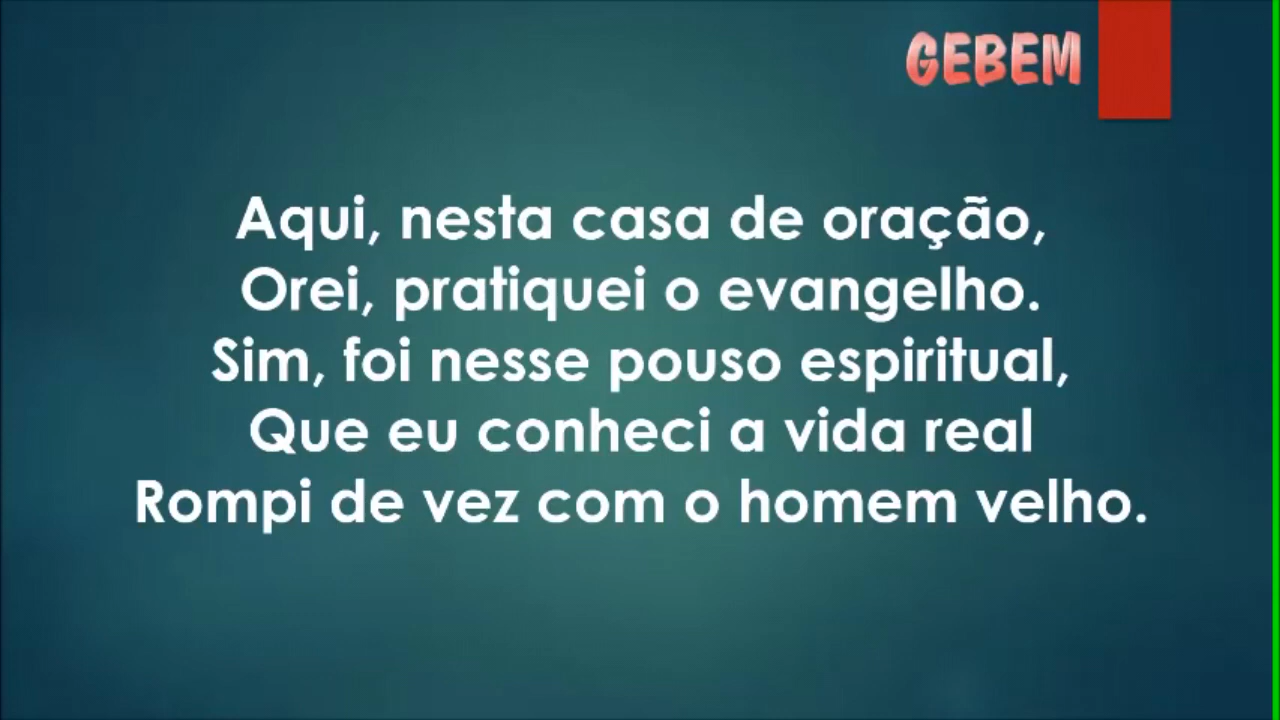 GEBEM
Aqui, nesta casa de oração,
Orei, pratiquei o evangelho.
Sim, foi nesse pouso espiritual,
Que eu conheci a vida real
Rompi de vez com o homem velho.